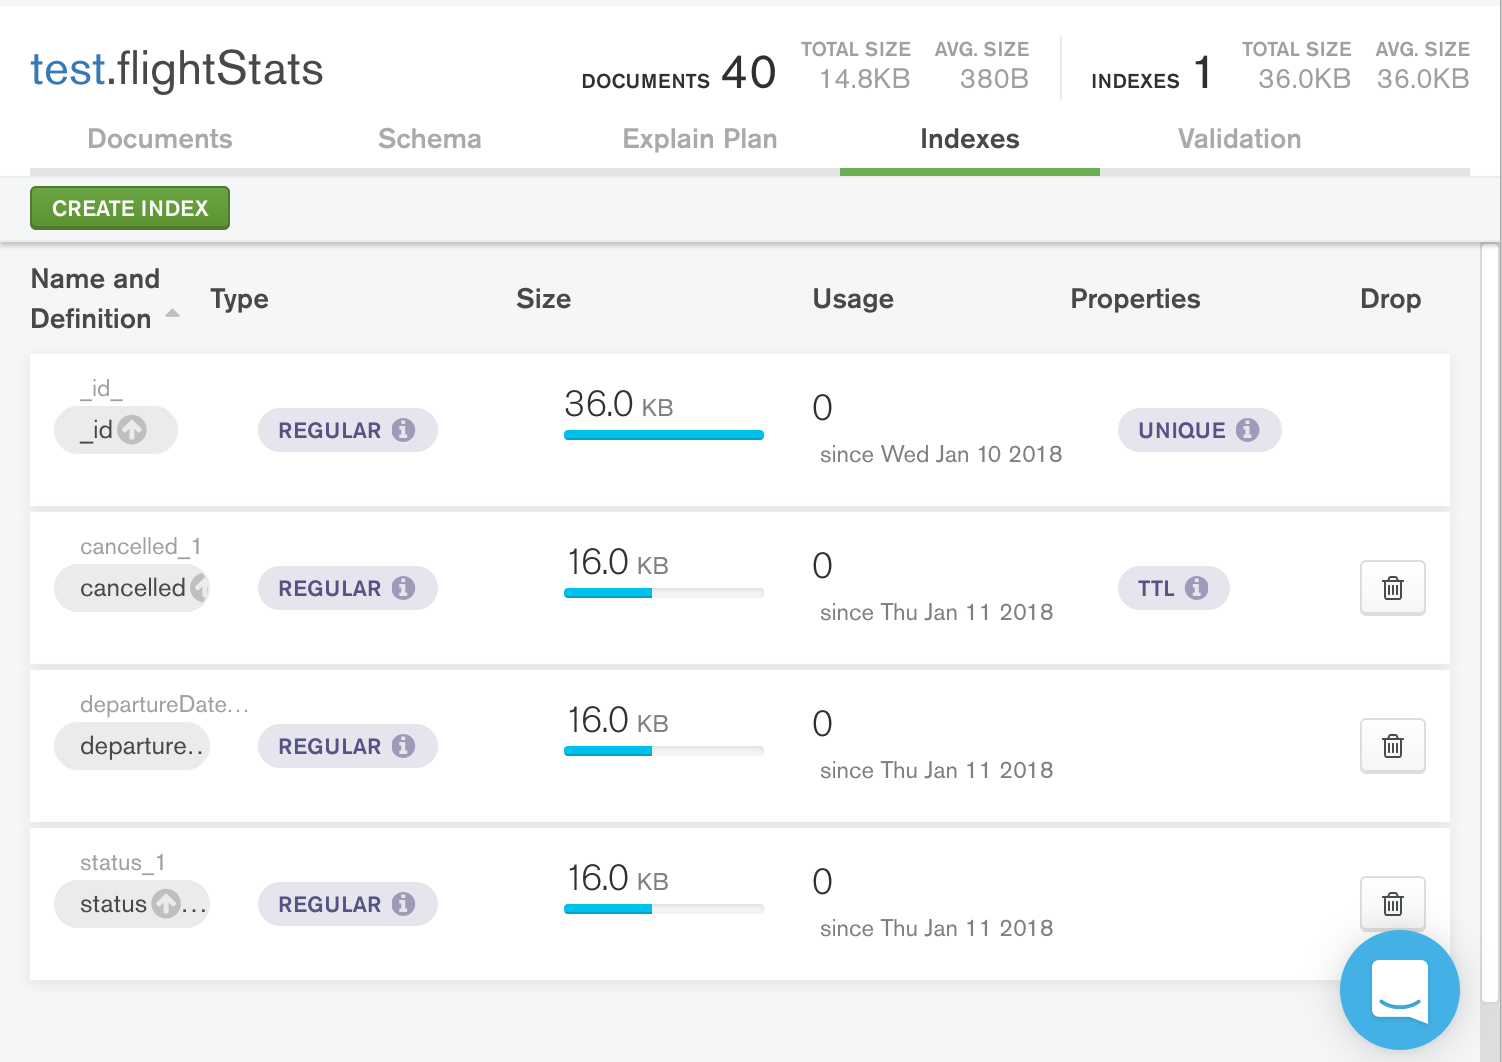 test.flightStats
DOCUMENTS 40
TOTAL SIZE
14.8KB
AVG. SIZE
380B
INDEXES 1
TOTAL SIZE
36.0KB
AVG. SIZE
36.0KB
Documents
Schema
Explain Plan
Indexes
Validation
CREATE INDEX
Name and
Definition
Type
Size
Usage
Properties
Drop
_id_
_id
REGULAR
36.0 KB
0
since Wed Jan 10 2018
UNIQUE
cancelled_1
cancelled
REGULAR
16.0 KB
0
since Thu Jan 11 2018
TTL
departureDate…
departure..
REGULAR
16.0 KB
0
since Thu Jan 11 2018
status_1
status…
REGULAR
16.0 KB
0
since Thu Jan 11 2018